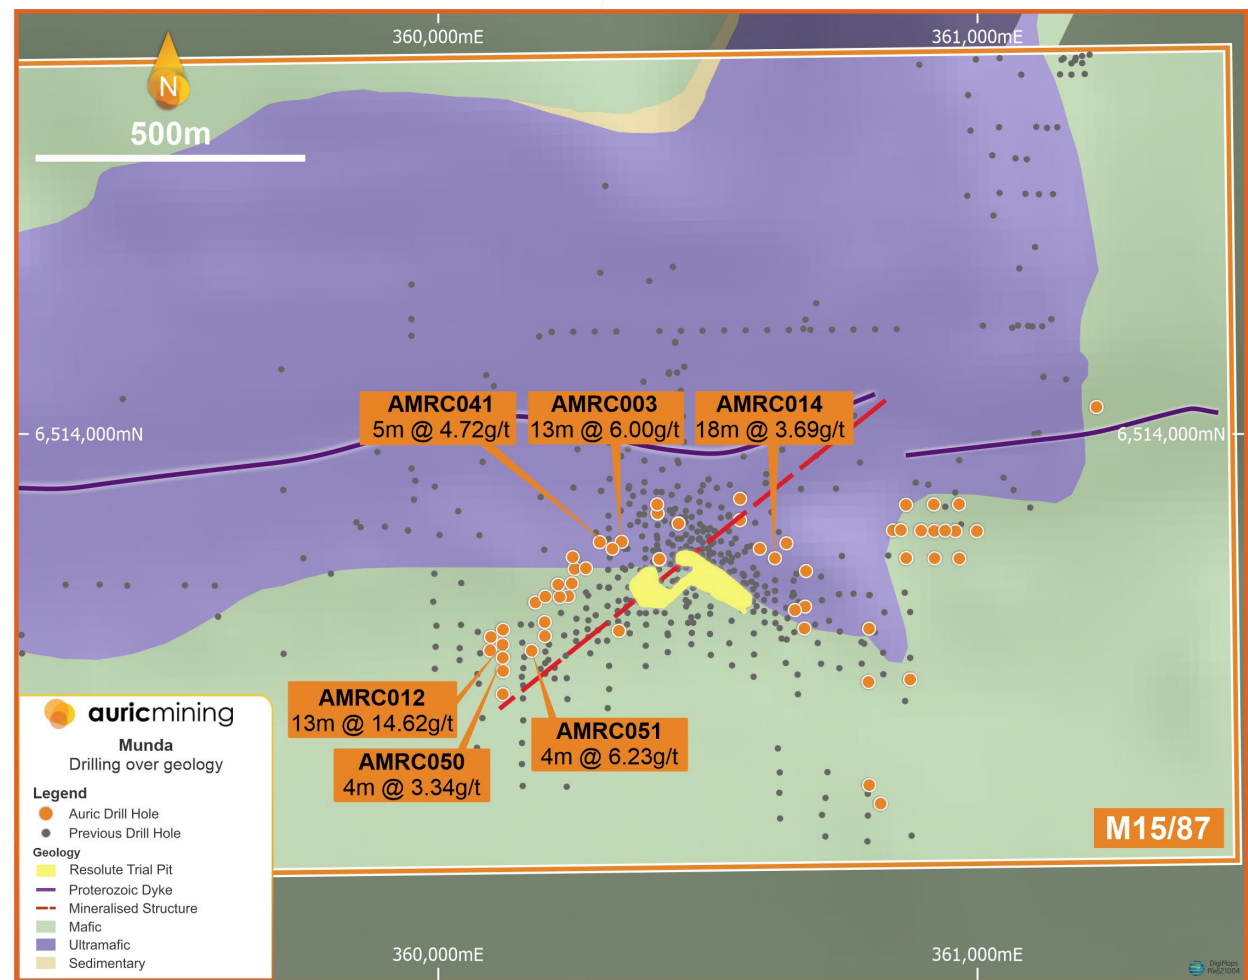 360,000mE
361,000mE
N
500m
AMRC041
5m @ 4.72g/t
AMRC003
13m @ 6.00g/t
AMRC014
18m @ 3.69g/t
6,514,000mN
6,514,000mN
AMRC012
13m @ 14.62g/t
AMRC051
4m @ 6.23g/t
AMRC050
4m @ 3.34g/t
M15/87
auricmining
Munda
Drilling over geology
Legend
Auric Drill Hole
Previous Drill Hole
Geology
Resolute Trial Pit
Proterozoic Dyke
Mineralised Structure
Mafic
Ultramafic
Sedimentary
360,000mE
361,000mE
DigiMaps